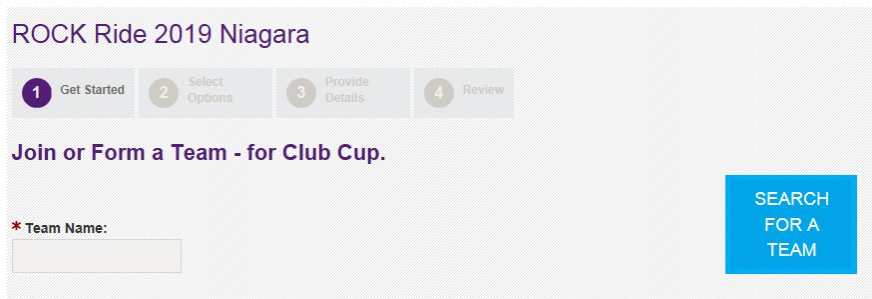 ROCK Ride 2019 Niagara
1 Get Started
2 Select
Options
3 Provide
Details
4 Review
Join or Form a Team - for Club Cup.
SEARCH
FOR A
TEAM
* Team Name: